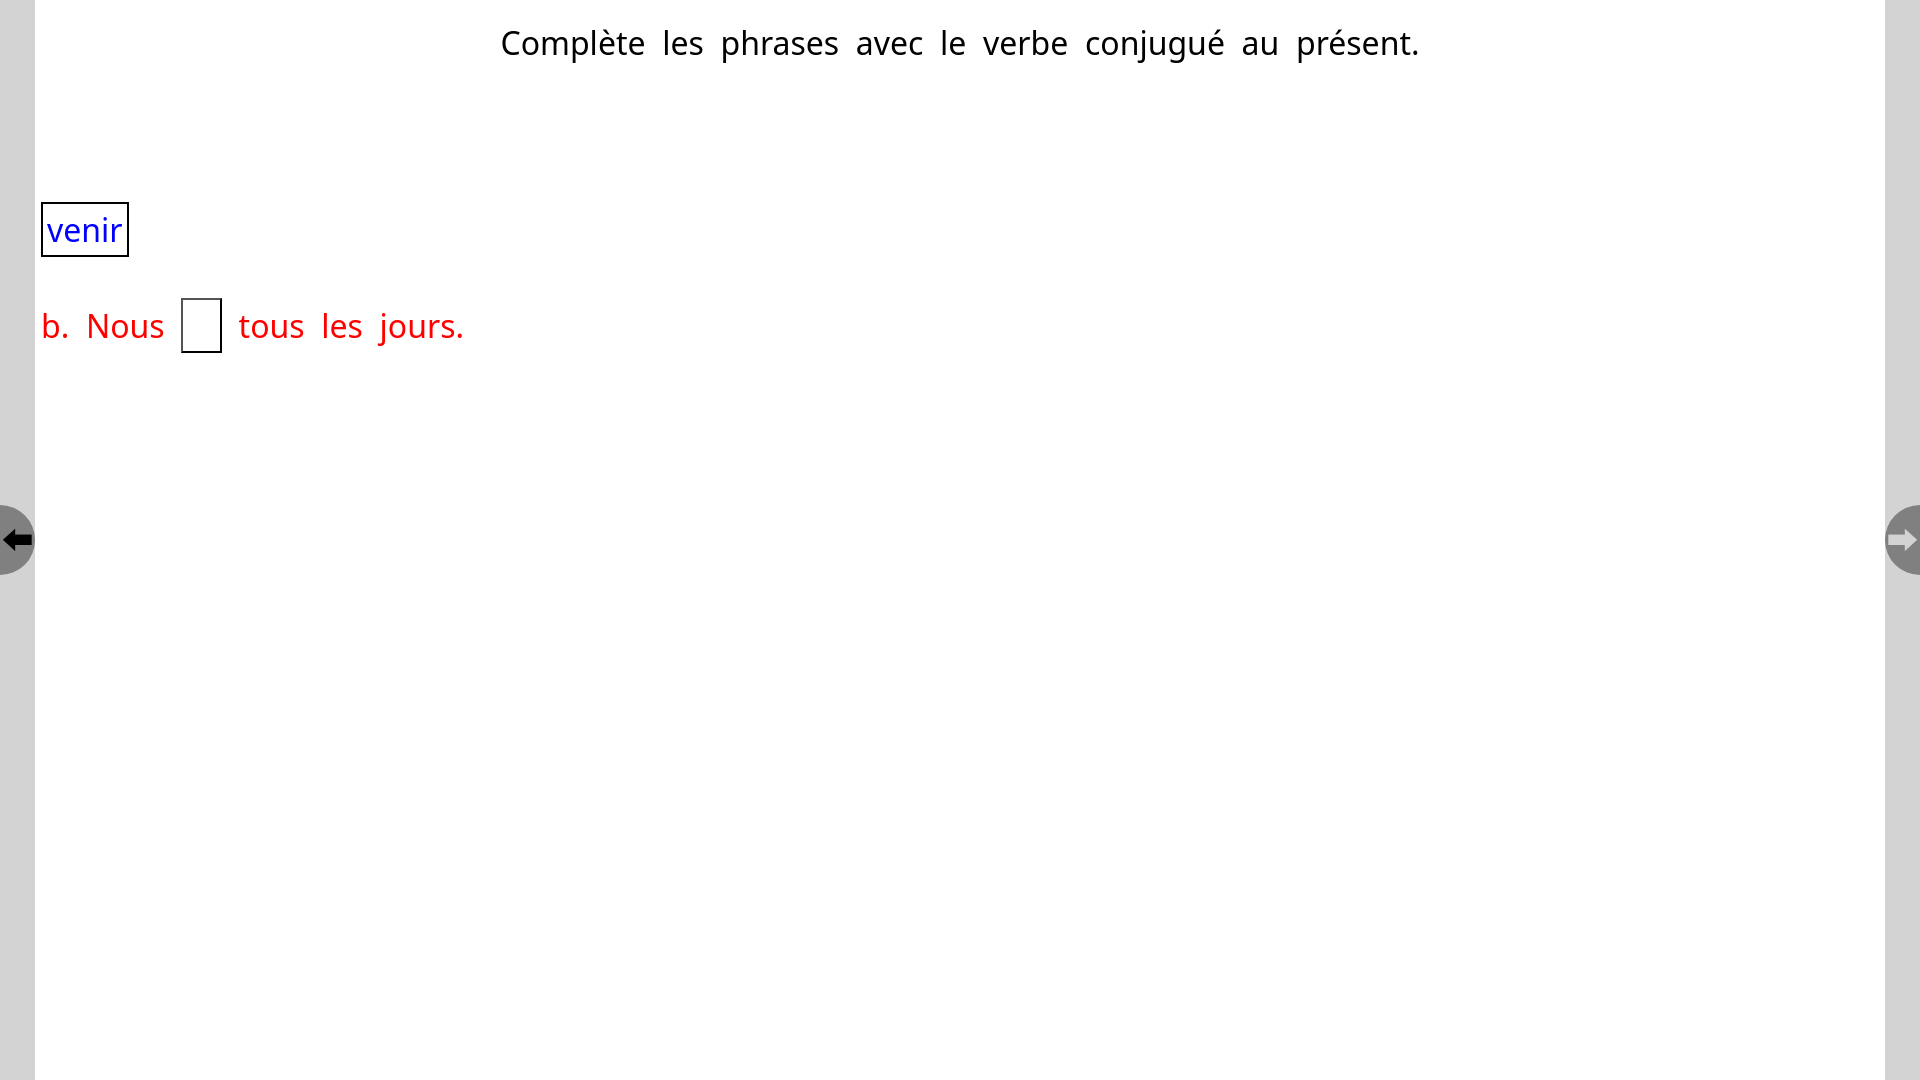 Complète les phrases avec le verbe conjugué au présent.
venir
b. Nous tous les jours.